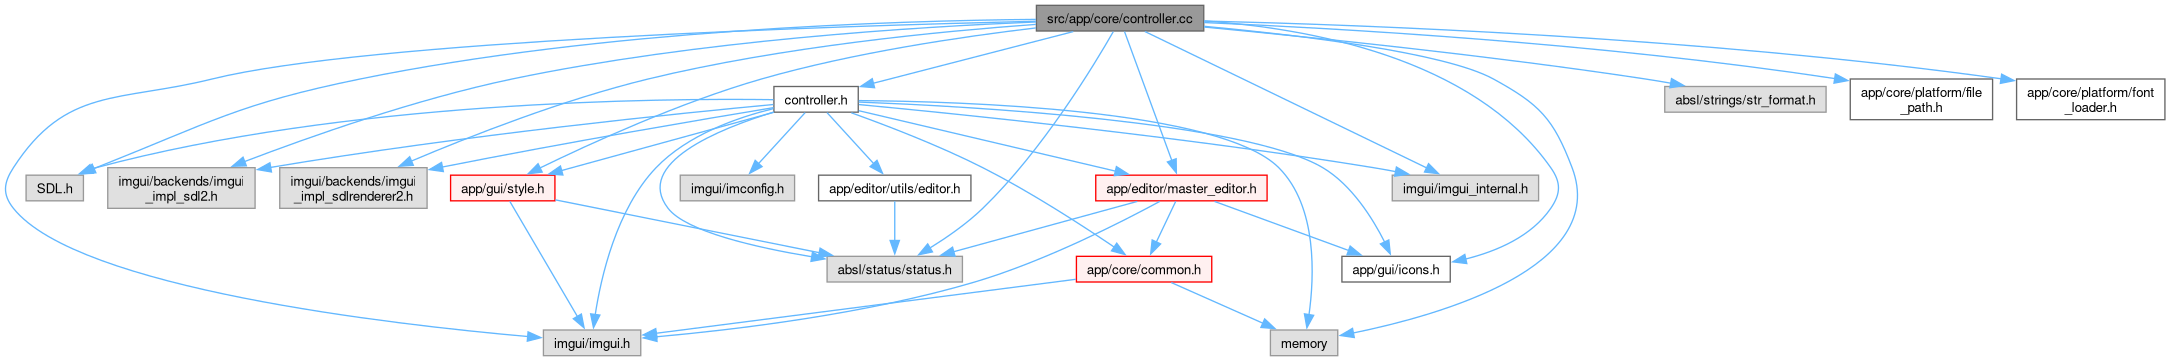 src/app/core/controller.cc
controller.h
absl/strings/str_format.h
app/core/platform/file
_path.h
app/core/platform/font
_loader.h
SDL.h
imgui/backends/imgui
_impl_sdl2.h
imgui/backends/imgui
_impl_sdlrenderer2.h
app/gui/style.h
imgui/imconfig.h
app/editor/utils/editor.h
app/editor/master_editor.h
imgui/imgui_internal.h
absl/status/status.h
app/core/common.h
app/gui/icons.h
imgui/imgui.h
memory